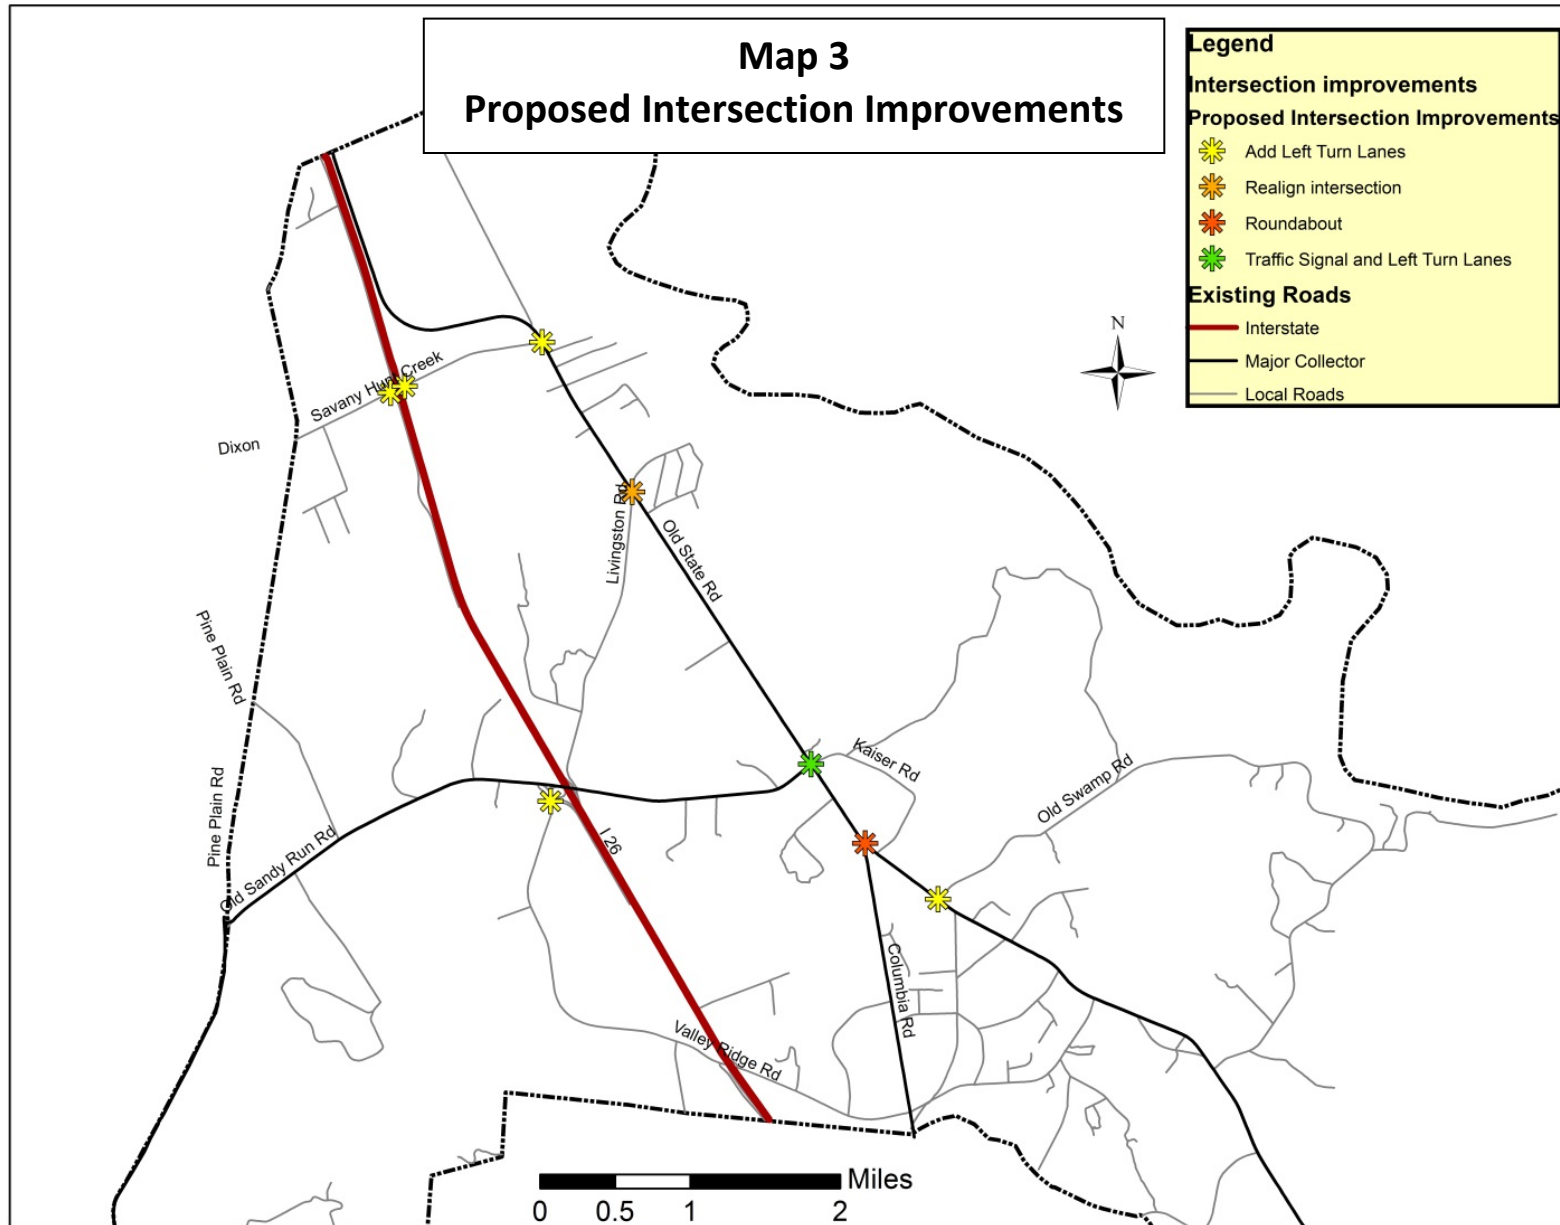 Map 3
Proposed Intersection Improvements
Legend
Intersection improvements
Proposed Intersection Improvements
Add Left Turn Lanes
Realign intersection
Roundabout
Traffic Signal and Left Turn Lanes
Existing Roads
Interstate
Major Collector
Local Roads
N
Savany Hunt Creek
Dixon
Livingston Rd
Old State Rd
Pine Plain Rd
Kaiser Rd
Old Swamp Rd
Pine Plain Rd
Old Sandy Run Rd
I 26
Columbia Rd
Valley Ridge Rd
Miles
0 0.5 1 2